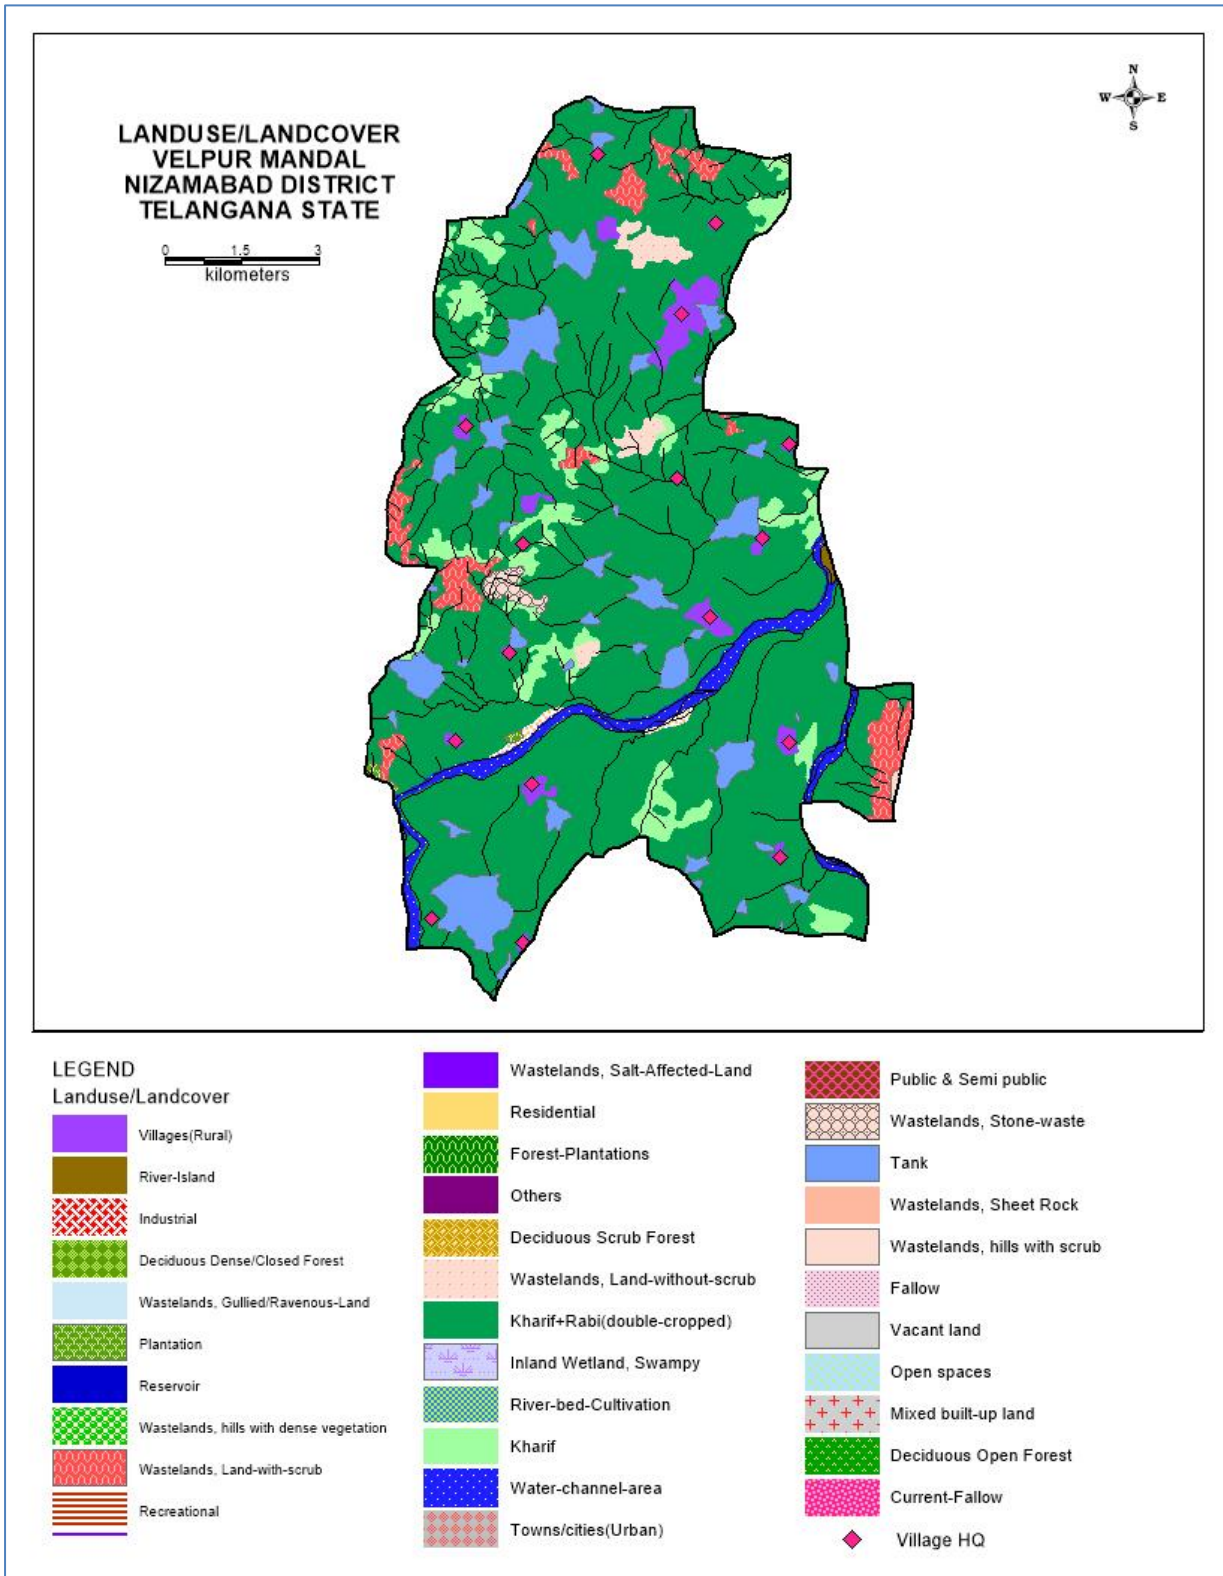 N
W E
S
LANDUSE/LANDCOVER
VELPUR MANDAL
NIZAMABAD DISTRICT
TELANGANA STATE
0 1.5 3
kilometers
LEGEND
Landuse/Landcover
Villages(Rural)
River-Island
Industrial
Deciduous Dense/Closed Forest
Wastelands, Gullied/Ravenous-Land
Plantation
Reservoir
Wastelands, hills with dense vegetation
Wastelands, Land-with-scrub
Recreational
Wastelands, Salt-Affected-Land
Residential
Forest-Plantations
Others
Deciduous Scrub Forest
Wastelands, Land-without-scrub
Kharif+Rabi(double-cropped)
Inland Wetland, Swampy
River-bed-Cultivation
Kharif
Water-channel-area
Towns/cities(Urban)
Public & Semi public
Wastelands, Stone-waste
Tank
Wastelands, Sheet Rock
Wastelands, hills with scrub
Fallow
Vacant land
Open spaces
Mixed built-up land
Deciduous Open Forest
Current-Fallow
Village HQ